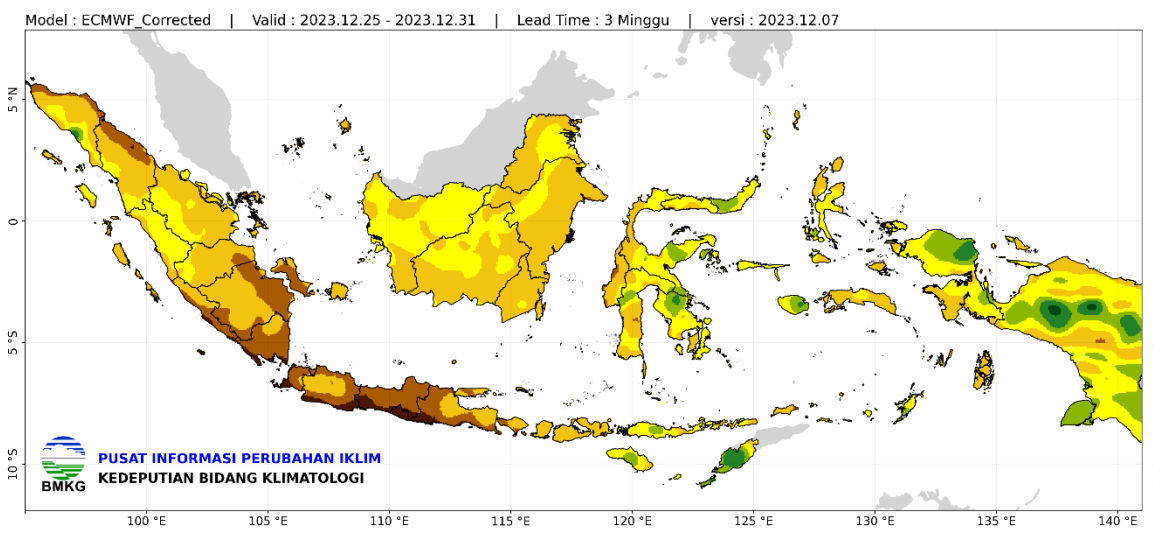 Model : ECMWF_Corrected | Valid : 2023.12.25 - 2023.12.31 | Lead Time : 3 Minggu | versi : 2023.12.07
5 °N
0
5 °S
10°S
BMKG
PUSAT INFORMASI PERUBAHAN IKLIM
KEDEPUTIAN BIDANG KLIMATOLOGI
100 °E 105 °E 110 °E 115 °E 120 °E 125 °E 130 °E 135 °E 140 °E